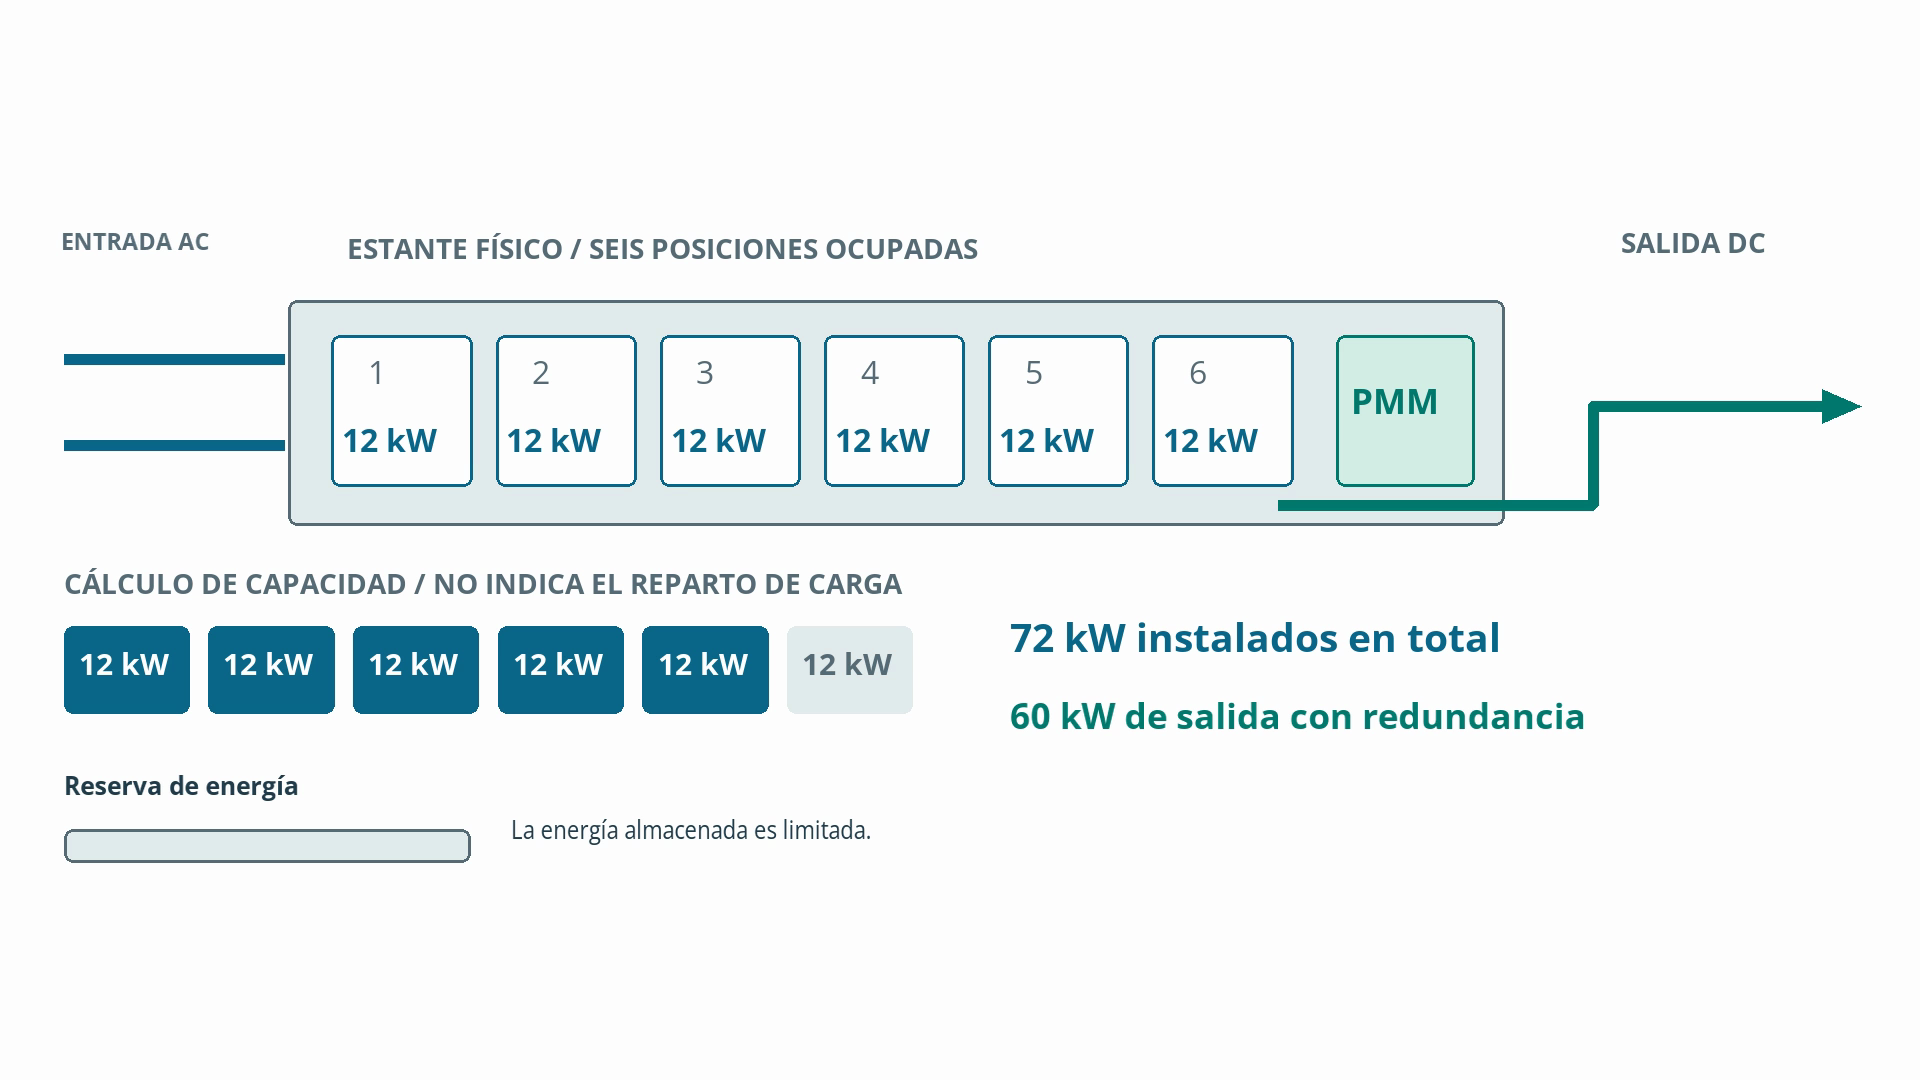 ENTRADA AC
ESTANTE FÍSICO / SEIS POSICIONES OCUPADAS
SALIDA DC
1
2
3
4
5
6
12 kW
12 kW
12 kW
12 kW
12 kW
12 kW
PMM
CÁLCULO DE CAPACIDAD / NO INDICA EL REPARTO DE CARGA
12 kW
12 kW
12 kW
12 kW
12 kW
12 kW
72 kW instalados en total
60 kW de salida con redundancia
Reserva de energía
La energía almacenada es limitada.